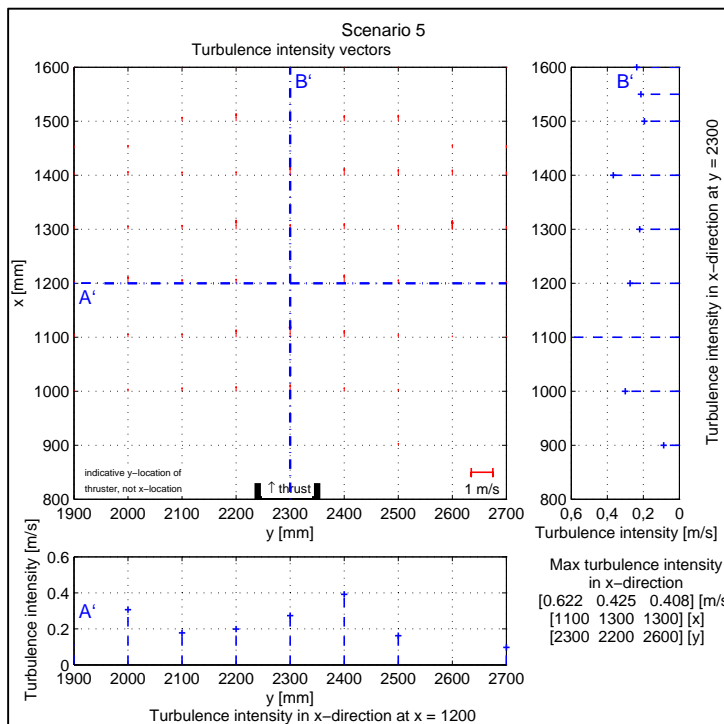 Scenario 5
Turbulence intensity vectors
1600
1500
1400
1300
1200
1100
1000
900
800
x [mm]
B‘
A‘
indicative y−location of
thruster, not x−location
↑ thrust
1 m/s
1900 2000 2100 2200 2300 2400 2500 2600 2700
y [mm]
1600
1500
1400
1300
1200
1100
1000
900
800
B‘
0,6 0,4 0,2 0
Turbulence intensity [m/s]
Turbulence intensity in x−direction at y = 2300
Turbulence intensity [m/s]
0.6
0.4
0.2
0
A‘
1900 2000 2100 2200 2300 2400 2500 2600 2700
y [mm]
Turbulence intensity in x−direction at x = 1200
Max turbulence intensity
in x−direction
[0.622 0.425 0.408] [m/s
[1100 1300 1300] [x]
[2300 2200 2600] [y]